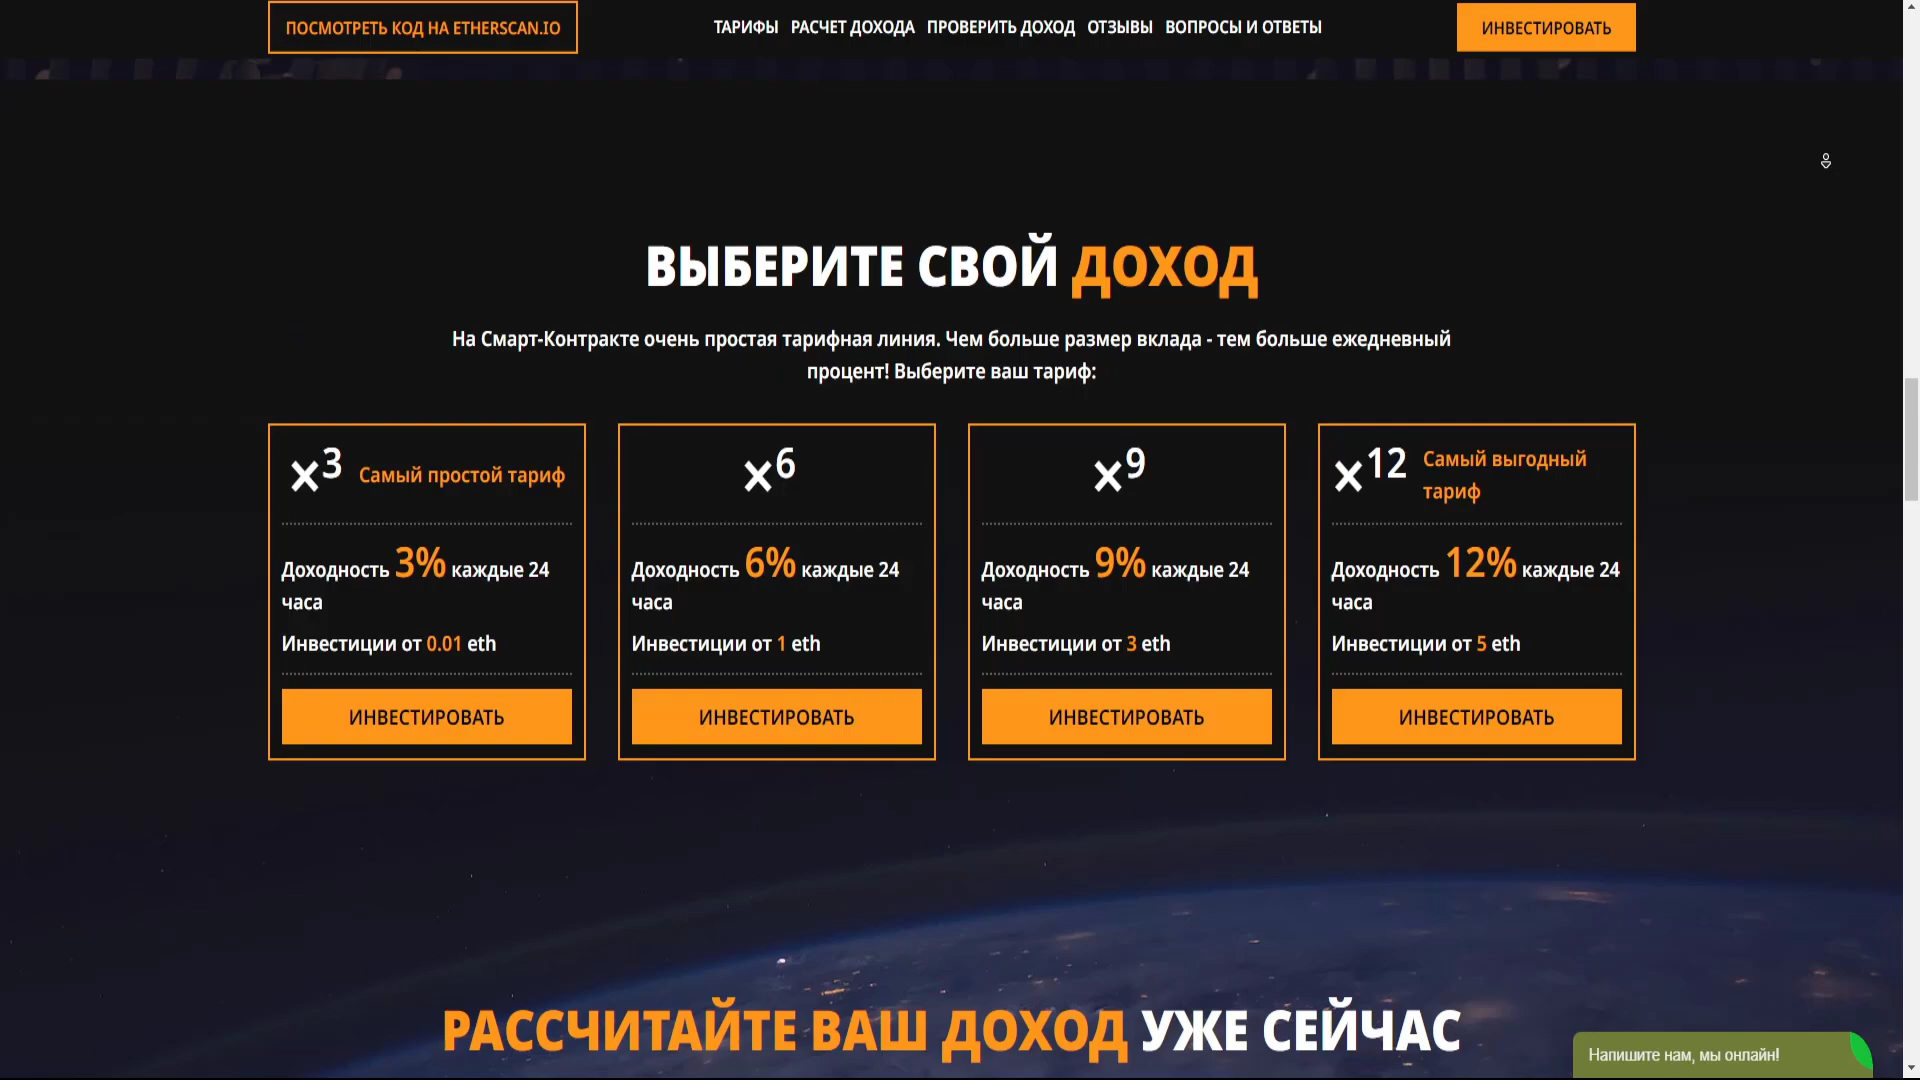 ПОСМОТРЕТЬ КОД НА ETHERSCAN.IO
ТАРИФЫ РАСЧЕТ ДОХОДА ПРОВЕРИТЬ ДОХОД ОТЗЫВЫ ВОПРОСЫ И ОТВЕТЫ
ИНВЕСТИРОВАТЬ
ВЫБЕРИТЕ СВОЙ ДОХОД
На Смарт-Контракте очень простая тарифная линия. Чем больше размер вклада - тем больше ежедневный
процент! Выберите ваш тариф:
×3 Самый простой тариф
Доходность 3% каждые 24
часа
Инвестиции от 0.01 eth
ИНВЕСТИРОВАТЬ
×6
Доходность 6% каждые 24
часа
Инвестиции от 1 eth
ИНВЕСТИРОВАТЬ
×9
Доходность 9% каждые 24
часа
Инвестиции от 3 eth
ИНВЕСТИРОВАТЬ
×12 Самый выгодный
тариф
Доходность 12% каждые 24
часа
Инвестиции от 5 eth
ИНВЕСТИРОВАТЬ
РАССЧИТАЙТЕ ВАШ ДОХОД УЖЕ СЕЙЧАС
Напишите нам, мы онлайн!